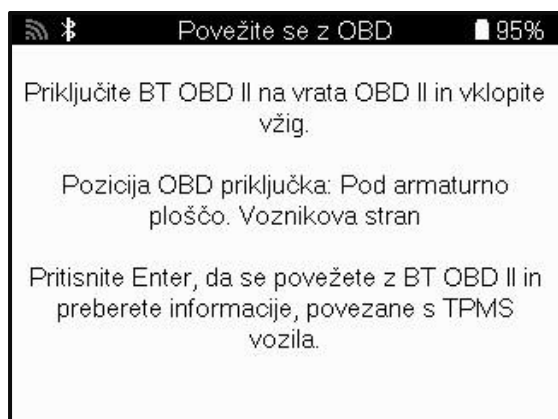 Povežite se z OBD 95%
Priključite BT OBD II na vrata OBD II in vklopite
vžig.
Pozicija OBD priključka: Pod armaturno
ploščo. Voznikova stran
Pritisnite Enter, da se povežete z BT OBD II in
preberete informacije, povezane s TPMS
vozila.